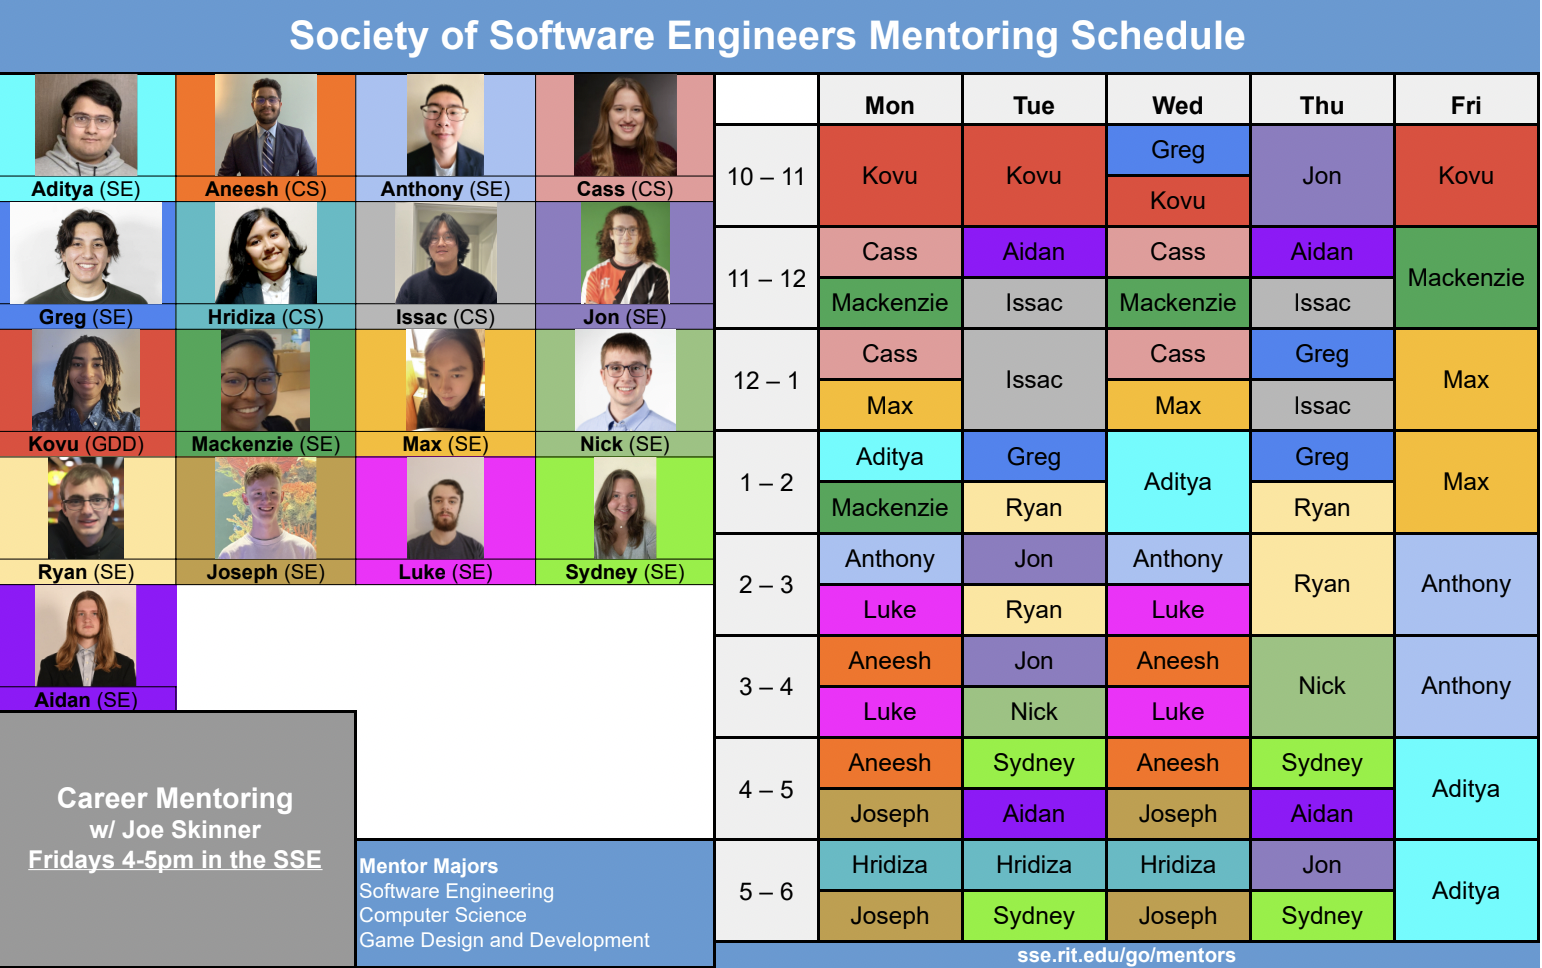 Society of Software Engineers Mentoring Schedule
Aditya (SE)
Aneesh (CS)
Anthony (SE)
Cass (CS)
Greg (SE)
Hridiza (CS)
Issac (CS)
Jon (SE)
Kovu (GDD)
Mackenzie (SE)
Max (SE)
Nick (SE)
Ryan (SE)
Joseph (SE)
Luke (SE)
Sydney (SE)
Aidan (SE)
Career Mentoring
w/ Joe Skinner
Fridays 4-5pm in the SSE
Mentor Majors
Software Engineering
Computer Science
Game Design and Development
Mon Tue Wed Thu Fri
10 – 11
Kovu
Kovu
Greg
Kovu
Jon
Kovu
11 – 12
Cass
Mackenzie
Aidan
Issac
Cass
Mackenzie
Aidan
Issac
Mackenzie
12 – 1
Cass
Max
Issac
Cass
Max
Greg
Issac
Max
1 – 2
Aditya
Mackenzie
Greg
Ryan
Aditya
Greg
Ryan
Max
2 – 3
Anthony
Luke
Jon
Ryan
Anthony
Luke
Ryan
Anthony
3 – 4
Aneesh
Luke
Jon
Nick
Aneesh
Luke
Nick
Anthony
4 – 5
Aneesh
Joseph
Sydney
Aidan
Aneesh
Joseph
Sydney
Aidan
Aditya
5 – 6
Hridiza
Joseph
Hridiza
Sydney
Hridiza
Joseph
Jon
Sydney
Aditya
sse.rit.edu/go/mentors